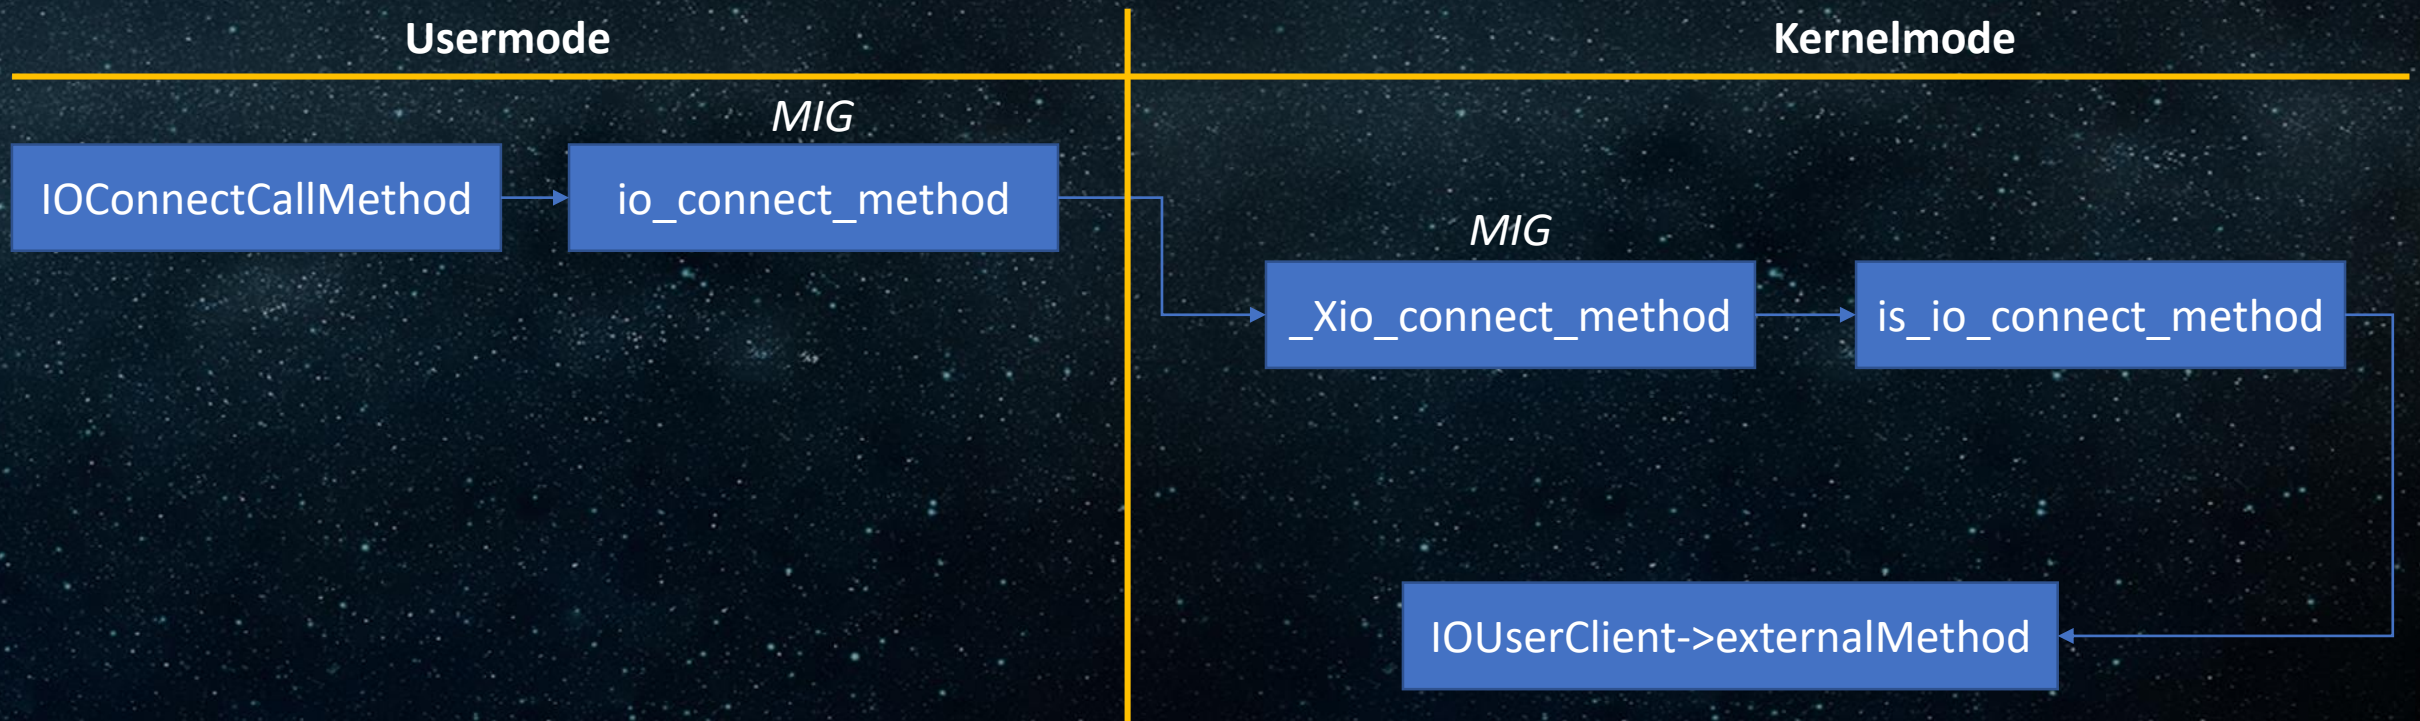 Usermode
Kernelmode
MIG
IOConnectCallMethod
io_connect_method
MIG
_Xio_connect_method
is_io_connect_method
IOUserClient->externalMethod